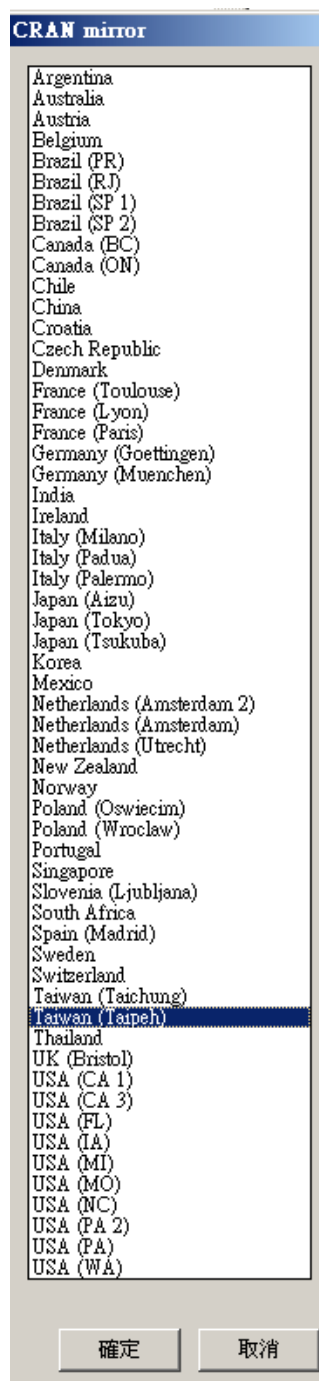 CRAN mirror
Argentina
Australia
Austria
Belgium
Brazil (PR)
Brazil (RJ)
Brazil (SP 1)
Brazil (SP 2)
Canada (BC)
Canada (ON)
Chile
China
Croatia
Czech Republic
Denmark
France (Toulouse)
France (Lyon)
France (Paris)
Germany (Goettingen)
Germany (Muenchen)
India
Ireland
Italy (Milano)
Italy (Padua)
Italy (Palermo)
Japan (Aizu)
Japan (Tokyo)
Japan (Tsukuba)
Korea
Mexico
Netherlands (Amsterdam 2)
Netherlands (Amsterdam)
Netherlands (Utrecht)
New Zealand
Norway
Poland (Oswiecim)
Poland (Wroclaw)
Portugal
Singapore
Slovenia (Ljubljana)
South Africa
Spain (Madrid)
Sweden
Switzerland
Taiwan (Taichung)
Taiwan (Taipeh)
Thailand
UK (Bristol)
USA (CA 1)
USA (CA 3)
USA (FL)
USA (IA)
USA (MI)
USA (MO)
USA (NC)
USA (PA 2)
USA (PA)
USA (WA)
確定 取消